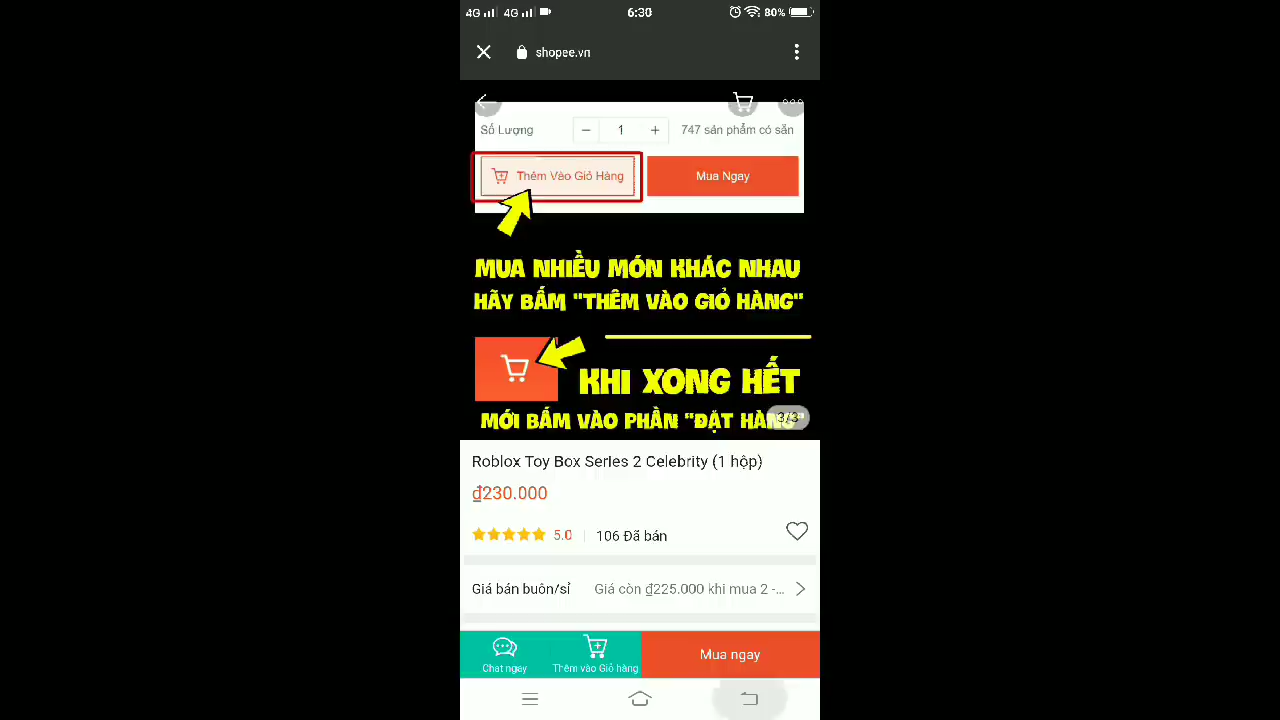 4G 4G 6:30 80%
shopee.vn
Số Lượng − 1 + 747 sản phẩm có sẵn
Thêm Vào Giỏ Hàng Mua Ngay
MUA NHIỀU MÓN KHÁC NHAU
HÃY BẤM "THÊM VÀO GIỎ HÀNG"
KHI XONG HẾT
MỚI BẤM VÀO PHẦN "ĐẶT HÀNG"
3/3
Roblox Toy Box Series 2 Celebrity (1 hộp)
₫230.000
5.0 106 Đã bán
Giá bán buôn/sỉ Giá còn ₫225.000 khi mua 2 -...
Chat ngay Thêm vào Giỏ hàng Mua ngay